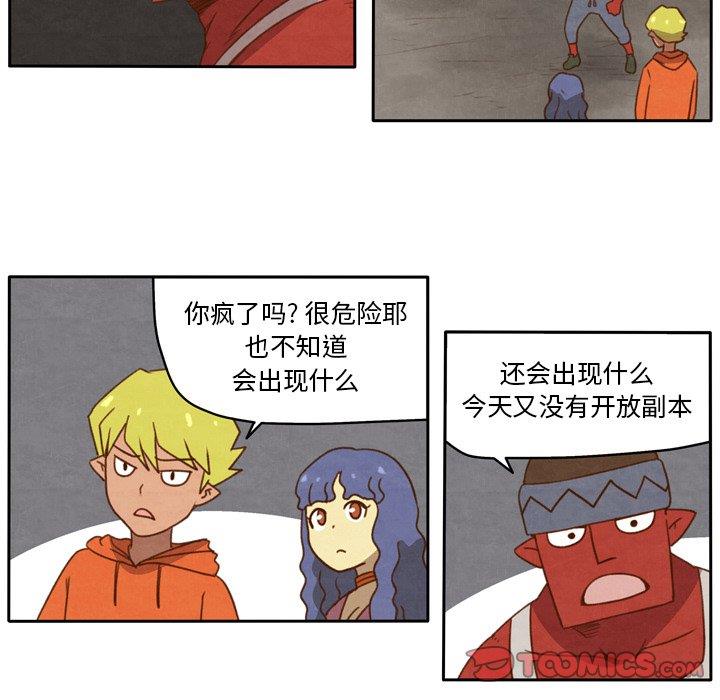 你疯了吗? 很危险耶
也不知道
会出现什么
还会出现什么
今天又没有开放副本
TOOMICS.com